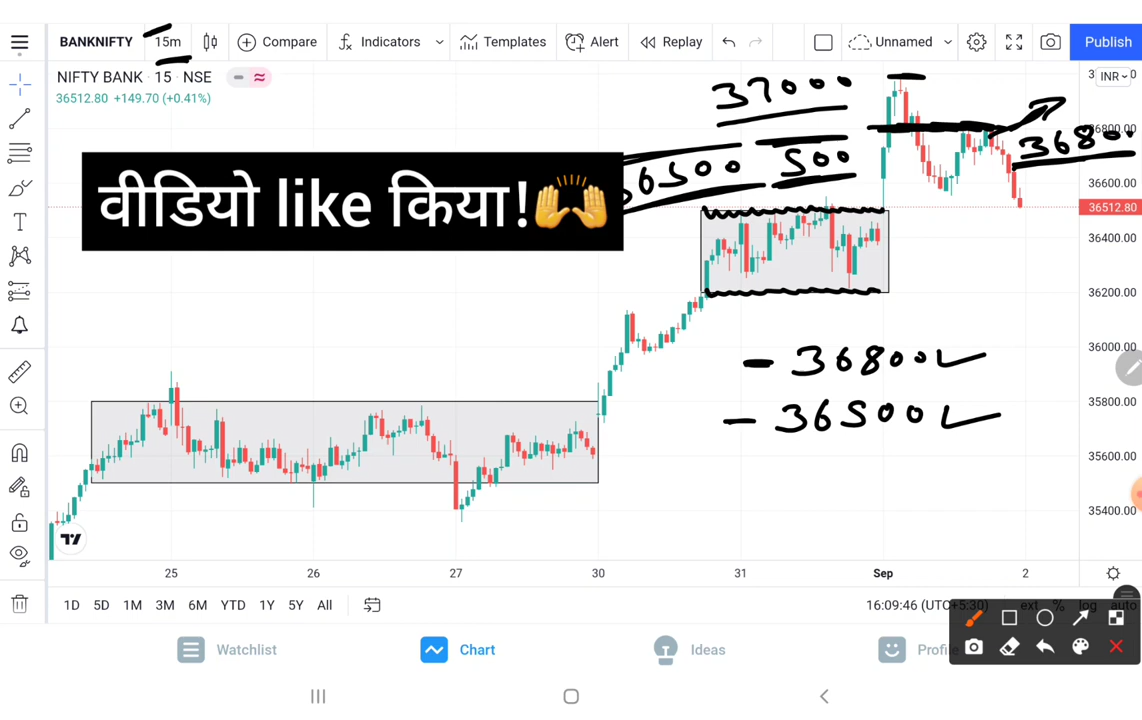 BANKNIFTY 15m Compare Indicators Templates Alert Replay Unnamed Publish
NIFTY BANK · 15 · NSE
INR
36512.80 +149.70 (+0.41%)
37000
36800.00
36800
500
36500
वीडियो like किया!🙌
36600.00
36512.80
36400.00
36200.00
36000.00
- 36800 ✓
35800.00
- 36500 ✓
35600.00
35400.00
25 26 27 30 31 Sep 2
1D 5D 1M 3M 6M YTD 1Y 5Y All 16:09:46 (UTC+5:30) ext % log auto
Watchlist Chart Ideas